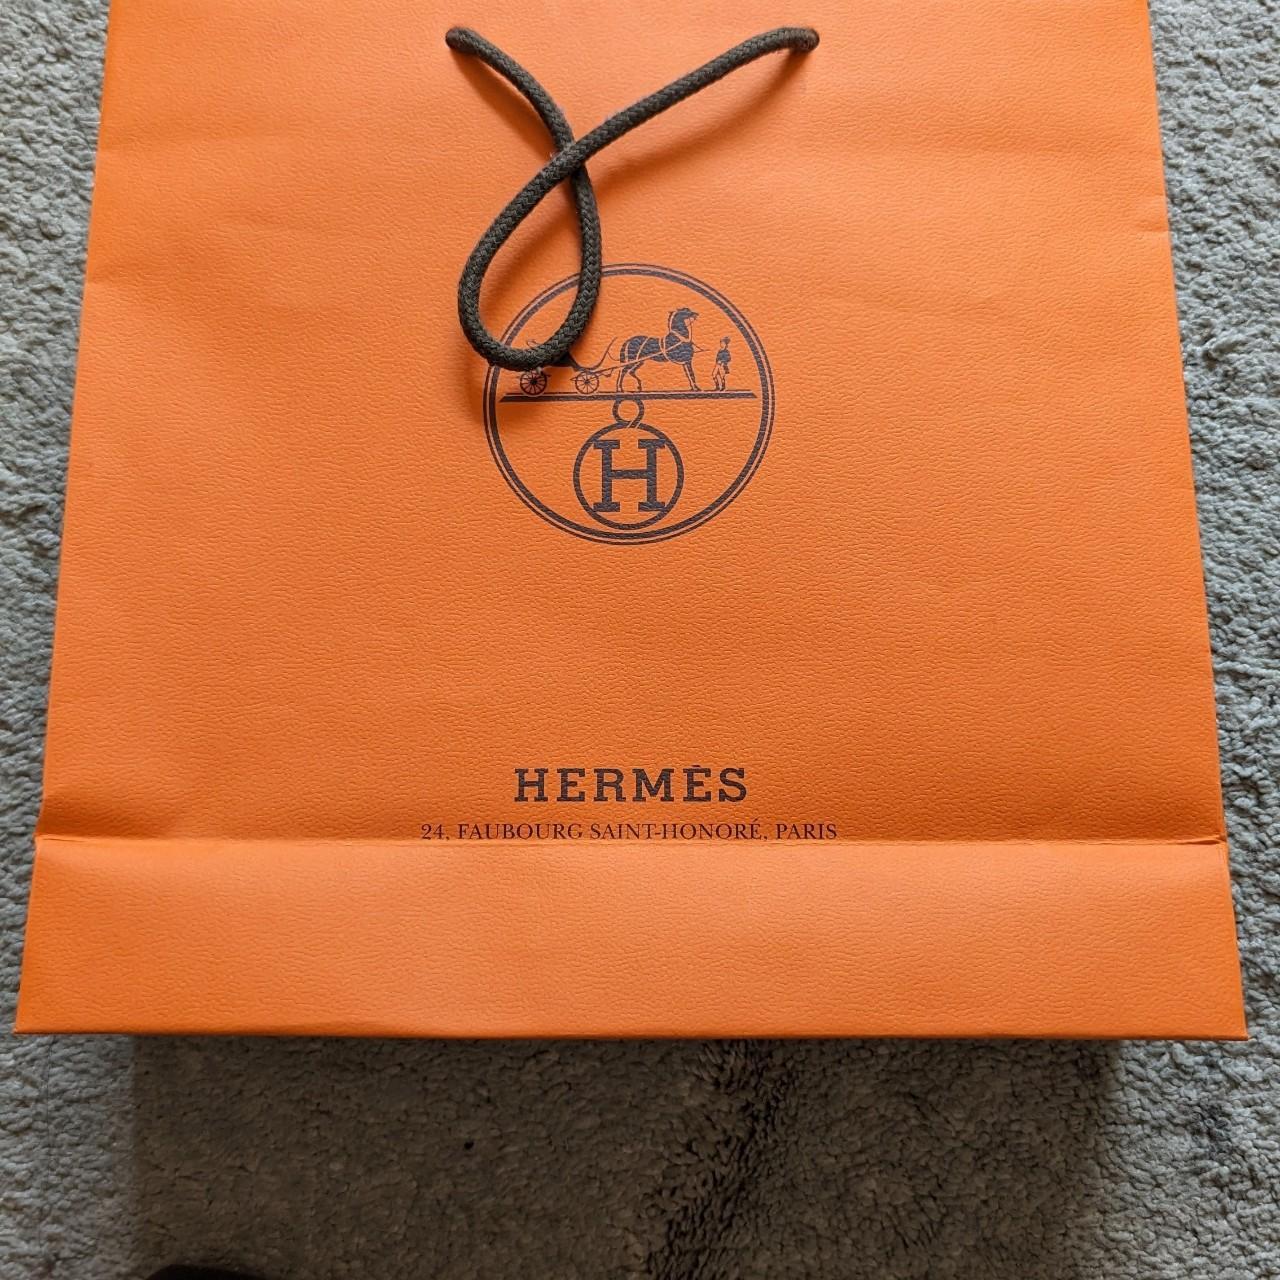 H
HERMÈS
24, FAUBOURG SAINT-HONORÉ, PARIS